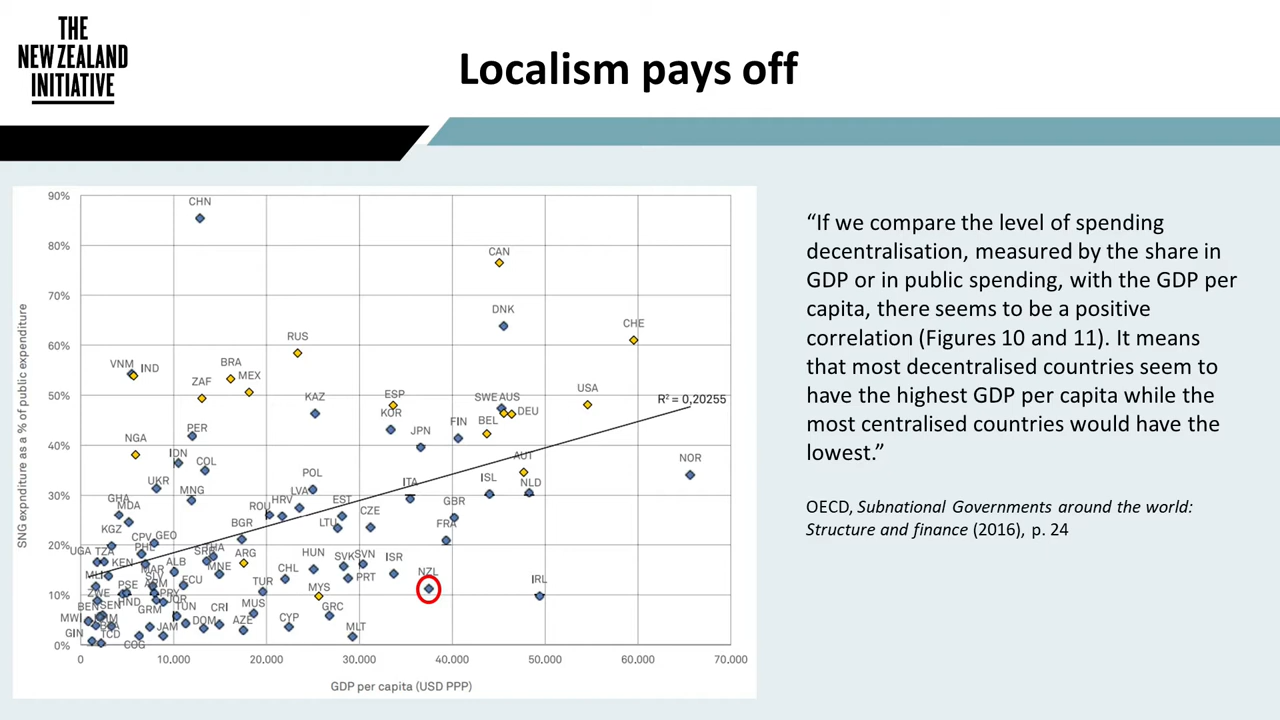 THE
NEW ZEALAND
INITIATIVE
Localism pays off
90%
80%
70%
60%
50%
40%
30%
20%
10%
0%
SNG expnditure as a % of public expenditure
CHN
CAN
DNK
CHE
RUS
VNM IND
BRA
MEX
ZAF
USA
KAZ
ESP
KOR
SWE AUS
DEU
BEL
R² = 0,20255
FIN
JPN
PER
NGA
IDN
COL
AUT
NOR
UKR
MNG
POL
ITA
ISL
NLD
LVA
HRV
ROU
EST
GBR
GHA
MDA
LTU
CZE
FRA
BGR
KGZ
CPV GEO
UGA TZA
PHL
KEN
ARG
HUN
SVK SVN
ISR
ALB
MNE
MLI
MAR
ECU
CHL
PRT
NZL
IRL
PSE
ARM
TUR
MYS
ZWE
HND
PRY
JOR
BEN SEN
GRM
TUN
CRI
MUS
GRC
MWI
DOM
AZE
CYP
MLT
GIN
TCD
JAM
COG
0 10.000 20.000 30.000 40.000 50.000 60.000 70.000
GDP per capita (USD PPP)
“If we compare the level of spending
decentralisation, measured by the share in
GDP or in public spending, with the GDP per
capita, there seems to be a positive
correlation (Figures 10 and 11). It means
that most decentralised countries seem to
have the highest GDP per capita while the
most centralised countries would have the
lowest.”
OECD, Subnational Governments around the world:
Structure and finance (2016), p. 24